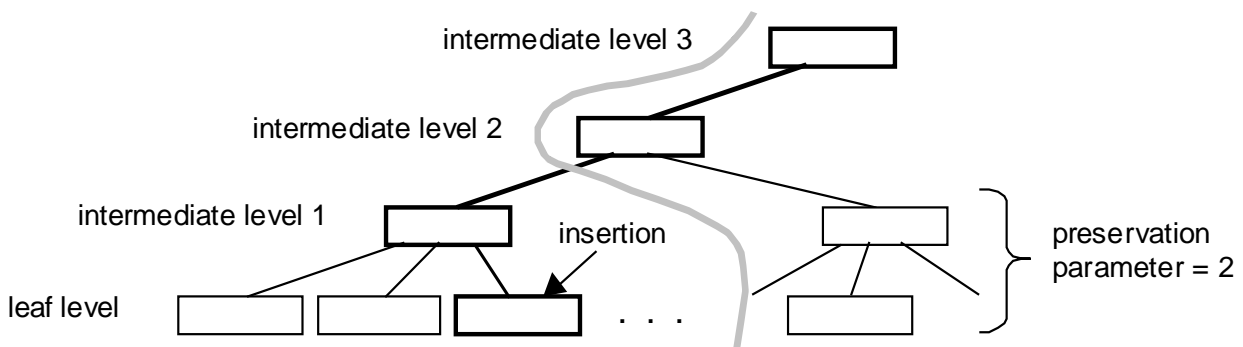 intermediate level 3
intermediate level 2
intermediate level 1
insertion
preservation
parameter = 2
leaf level
. . .